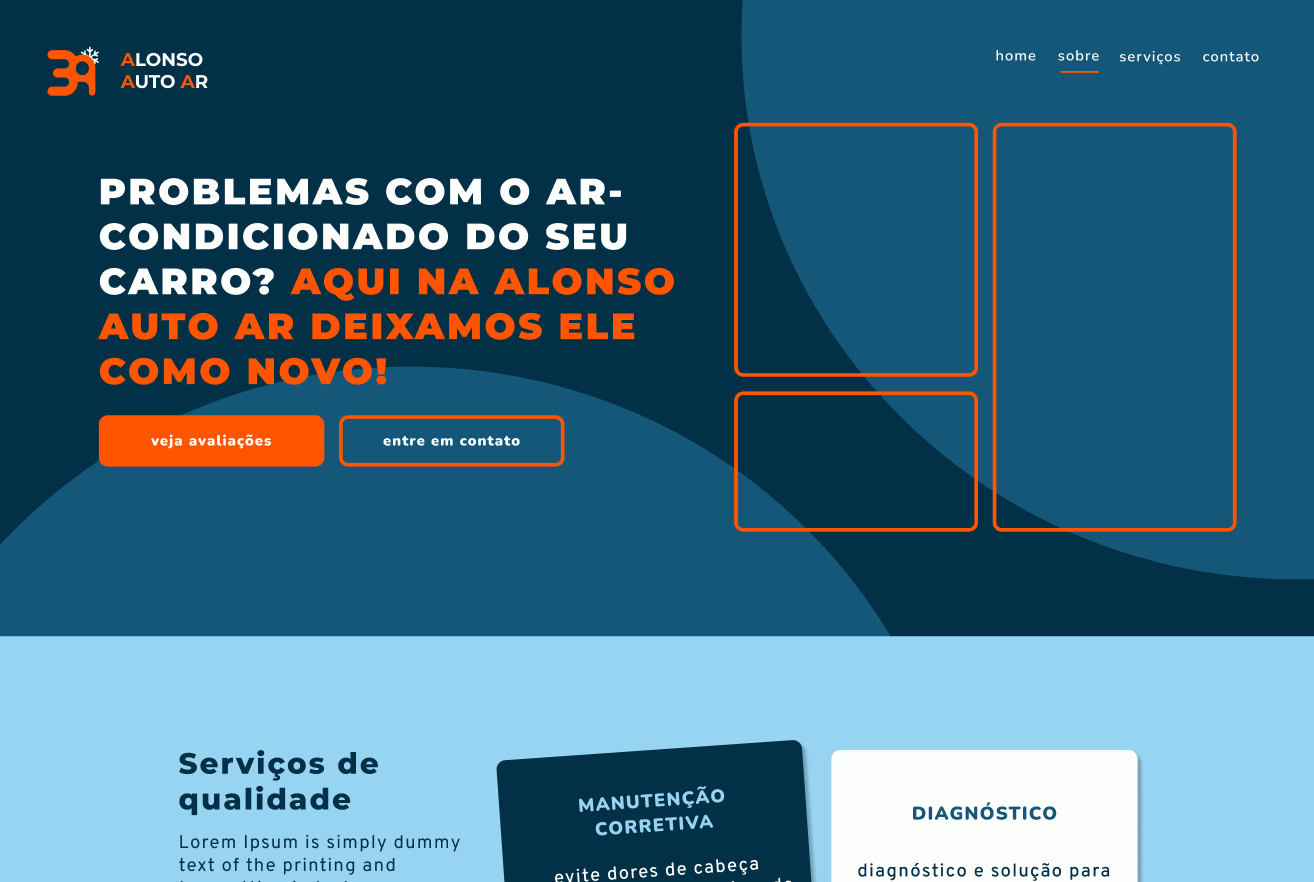 ALONSO
AUTO AR
home sobre serviços contato
PROBLEMAS COM O AR-
CONDICIONADO DO SEU
CARRO? AQUI NA ALONSO
AUTO AR DEIXAMOS ELE
COMO NOVO!
veja avaliações
entre em contato
Serviços de
qualidade
Lorem Ipsum is simply dummy
text of the printing and
MANUTENÇÃO
CORRETIVA
evite dores de cabeça
DIAGNÓSTICO
diagnóstico e solução para